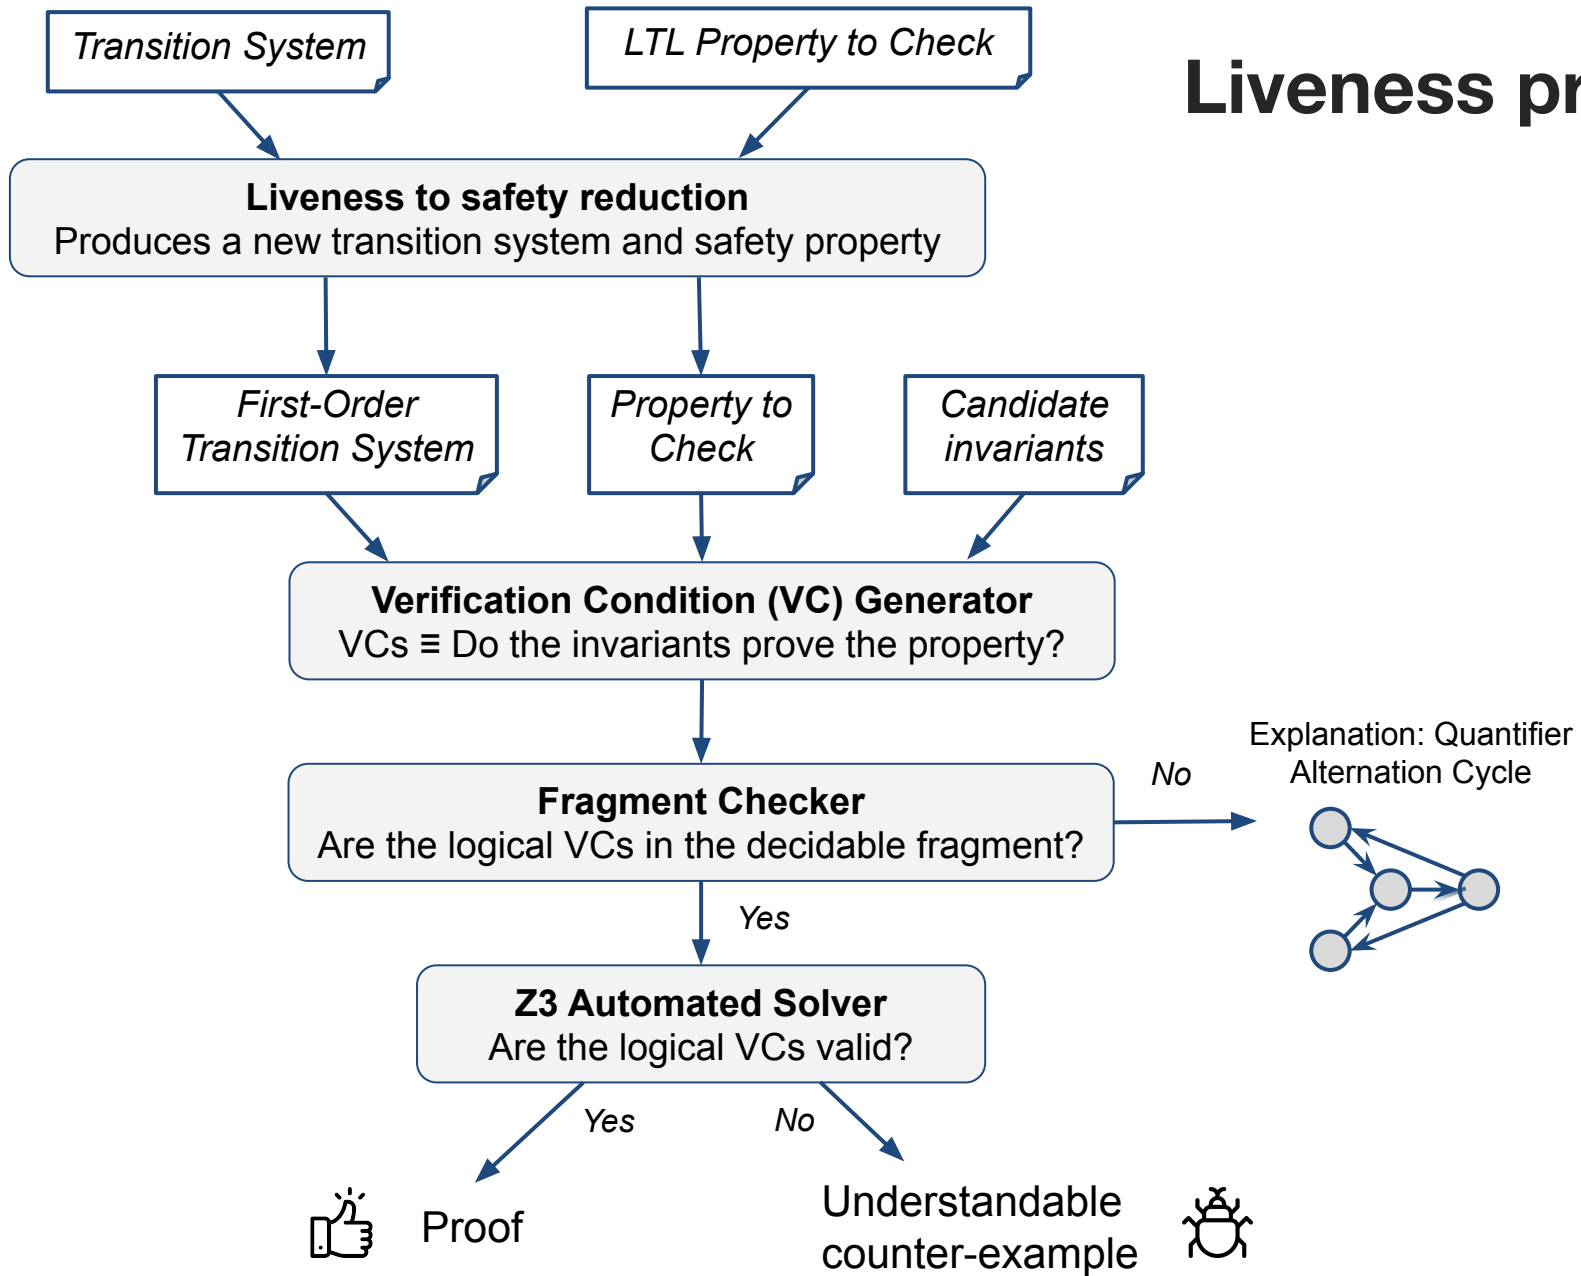 Transition System
LTL Property to Check
Liveness pr
Liveness to safety reduction
Produces a new transition system and safety property
First-Order
Transition System
Property to
Check
Candidate
invariants
Verification Condition (VC) Generator
VCs ≡ Do the invariants prove the property?
Explanation: Quantifier
Alternation Cycle
No
Fragment Checker
Are the logical VCs in the decidable fragment?
Yes
Z3 Automated Solver
Are the logical VCs valid?
Yes
No
Proof
Understandable
counter-example